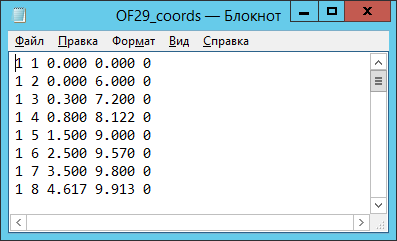 OF29_coords — Блокнот
Файл Правка Формат Вид Справка
1 1 0.000 0.000 0
1 2 0.000 6.000 0
1 3 0.300 7.200 0
1 4 0.800 8.122 0
1 5 1.500 9.000 0
1 6 2.500 9.570 0
1 7 3.500 9.800 0
1 8 4.617 9.913 0